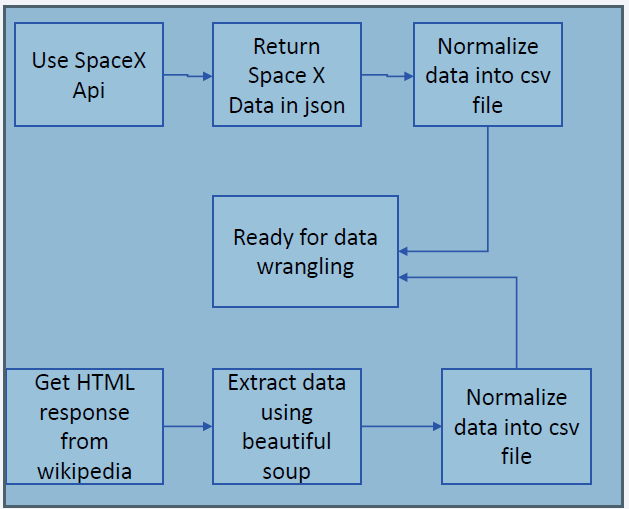 Use SpaceX
Api
Return
Space X
Data in json
Normalize
data into csv
file
Ready for data
wrangling
Get HTML
response
from
wikipedia
Extract data
using
beautiful
soup
Normalize
data into csv
file